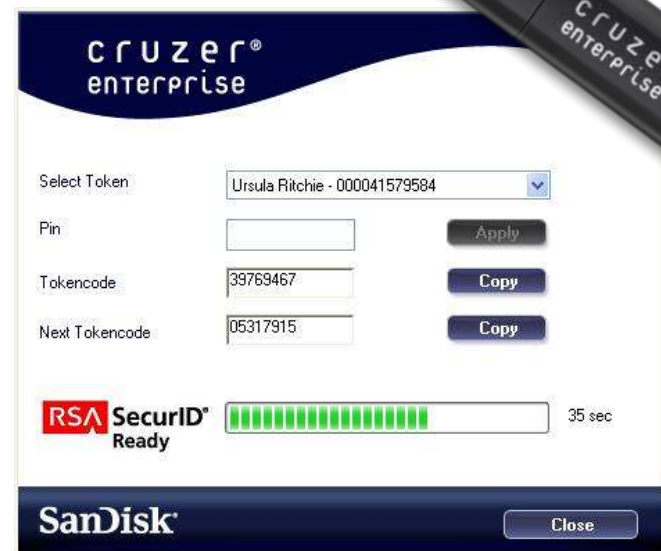 cruzer®
enterprise
cruze
enterprise
Select Token
Ursula Ritchie - 000041579584
Pin
Apply
Tokencode
39769467
Copy
Next Tokencode
05317915
Copy
RSA SecurID®
Ready
35 sec
SanDisk
Close